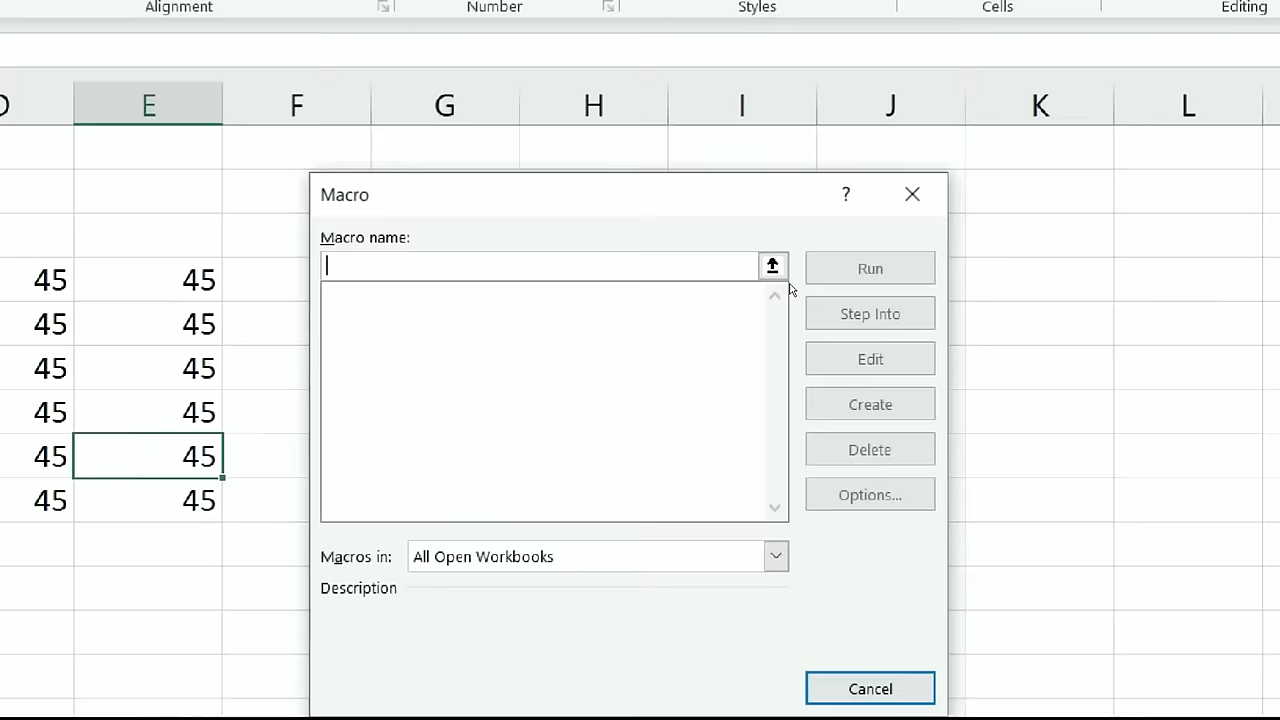 Alignment Number Styles Cells Editing
E F G H I J K L
Macro ?
Macro name:
Run
45 45
Step Into
45 45
Edit
45 45
Create
45 45
Delete
45 45
Options...
45 45
Macros in: All Open Workbooks
Description
Cancel